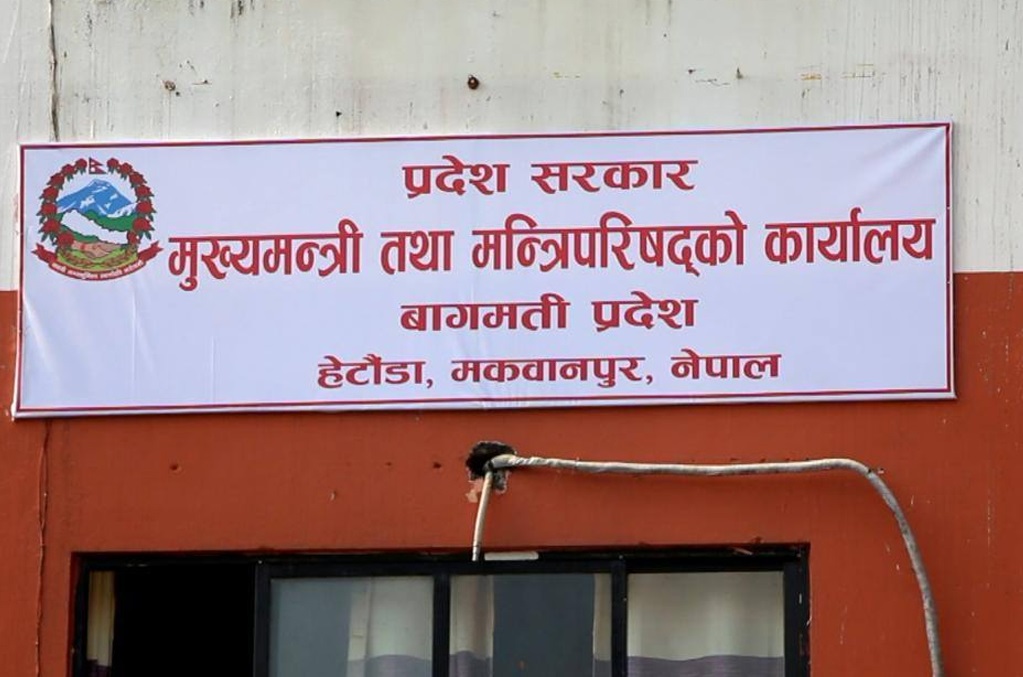 प्रदेश सरकार
मुख्यमन्त्री तथा मन्त्रिपरिषद्को कार्यालय
बागमती प्रदेश
हेटौंडा, मकवानपुर, नेपाल